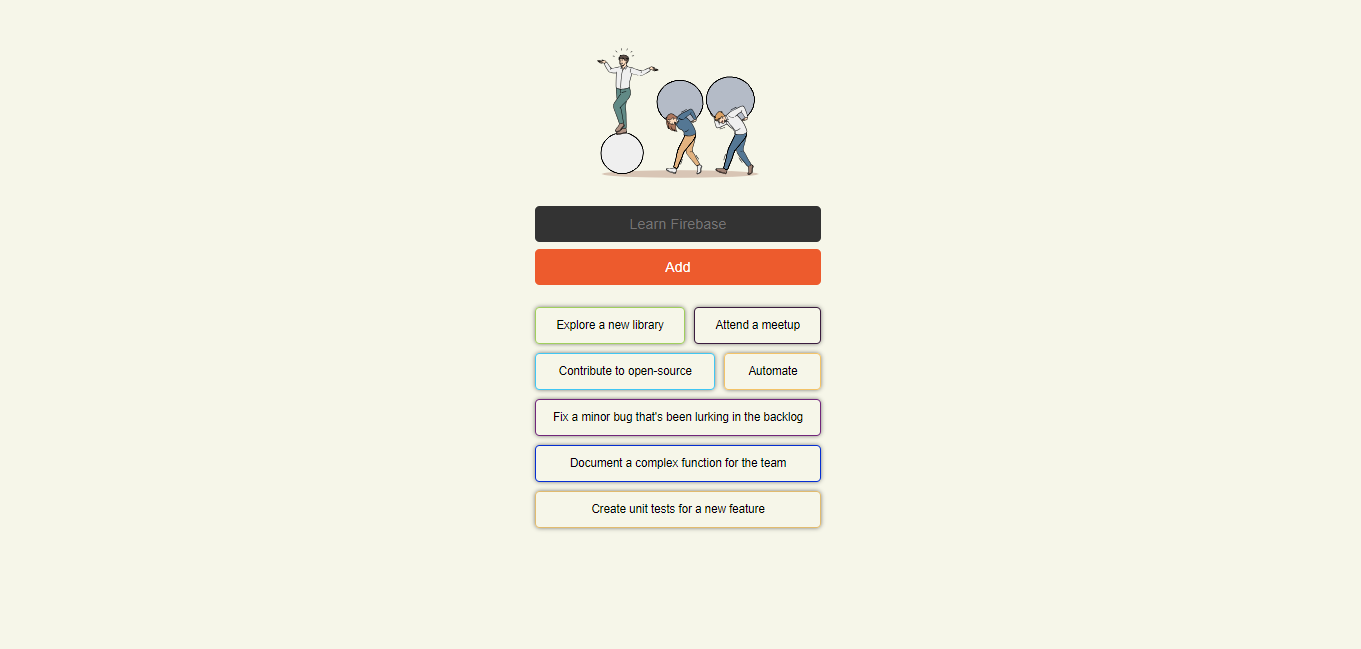 Learn Firebase
Add
Explore a new library
Attend a meetup
Contribute to open-source
Automate
Fix a minor bug that's been lurking in the backlog
Document a complex function for the team
Create unit tests for a new feature